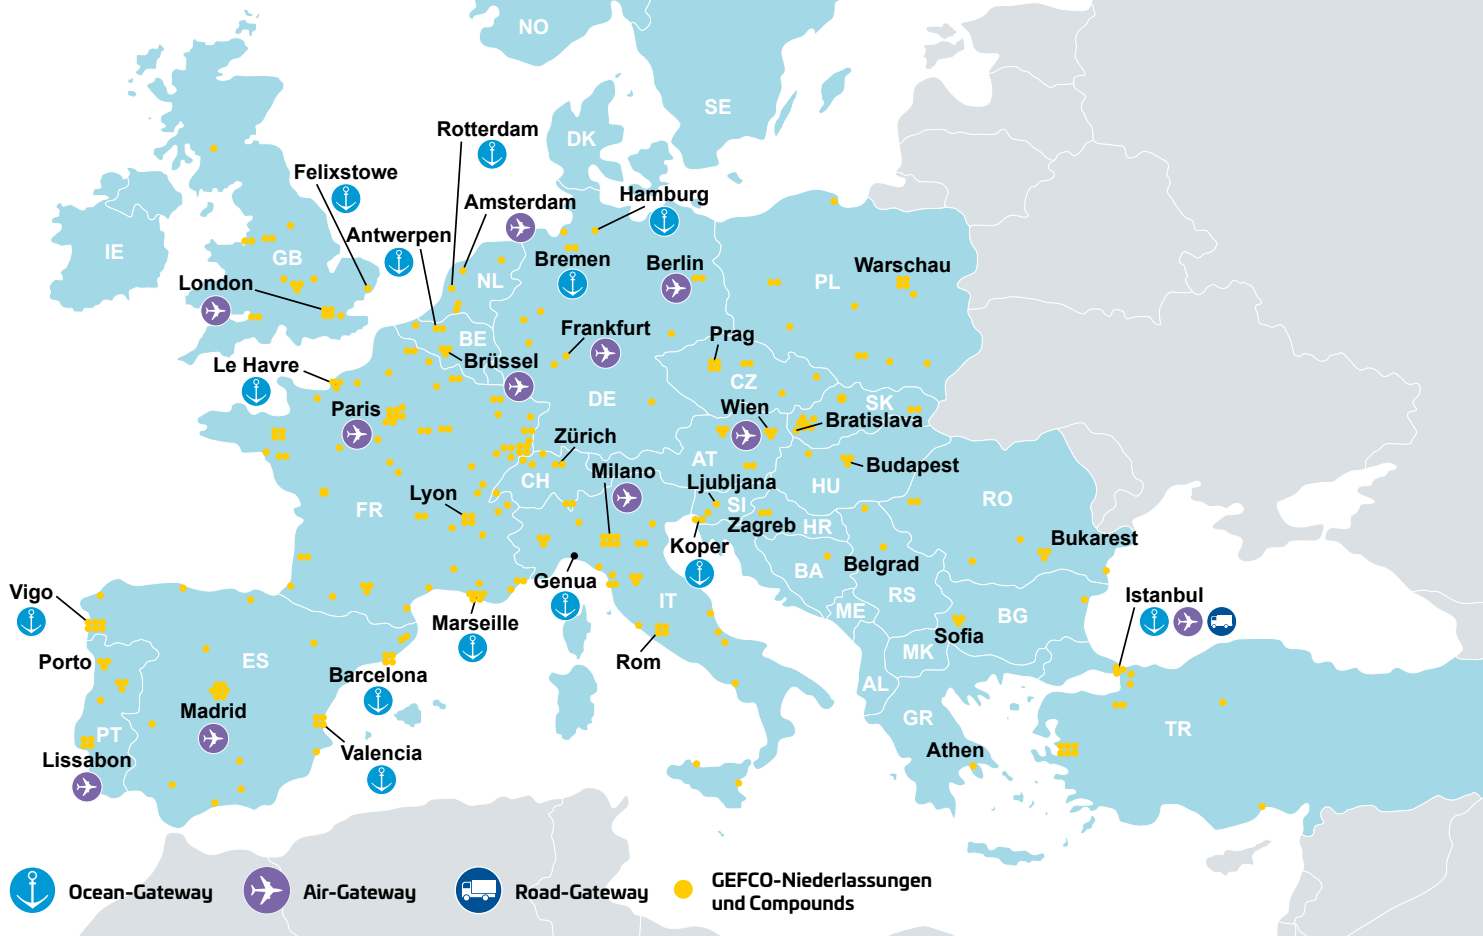 NO
SE
DK
Rotterdam
Felixstowe
Hamburg
Amsterdam
Antwerpen
IE
GB
Bremen
Berlin
Warschau
NL
PL
London
Frankfurt
Prag
BE
Brüssel
Le Havre
CZ
DE
SK
Paris
Wien
Bratislava
Zürich
AT
Budapest
Milano
CH
Ljubljana
HU
RO
Lyon
FR
SI
Zagreb
HR
Koper
Bukarest
Belgrad
BA
Genua
Vigo
IT
RS
Istanbul
ME
BG
Marseille
Sofia
Porto
ES
Rom
MK
Barcelona
AL
Madrid
GR
PT
TR
Valencia
Athen
Lissabon
Ocean-Gateway
Air-Gateway
Road-Gateway
GEFCO-Niederlassungen
und Compounds